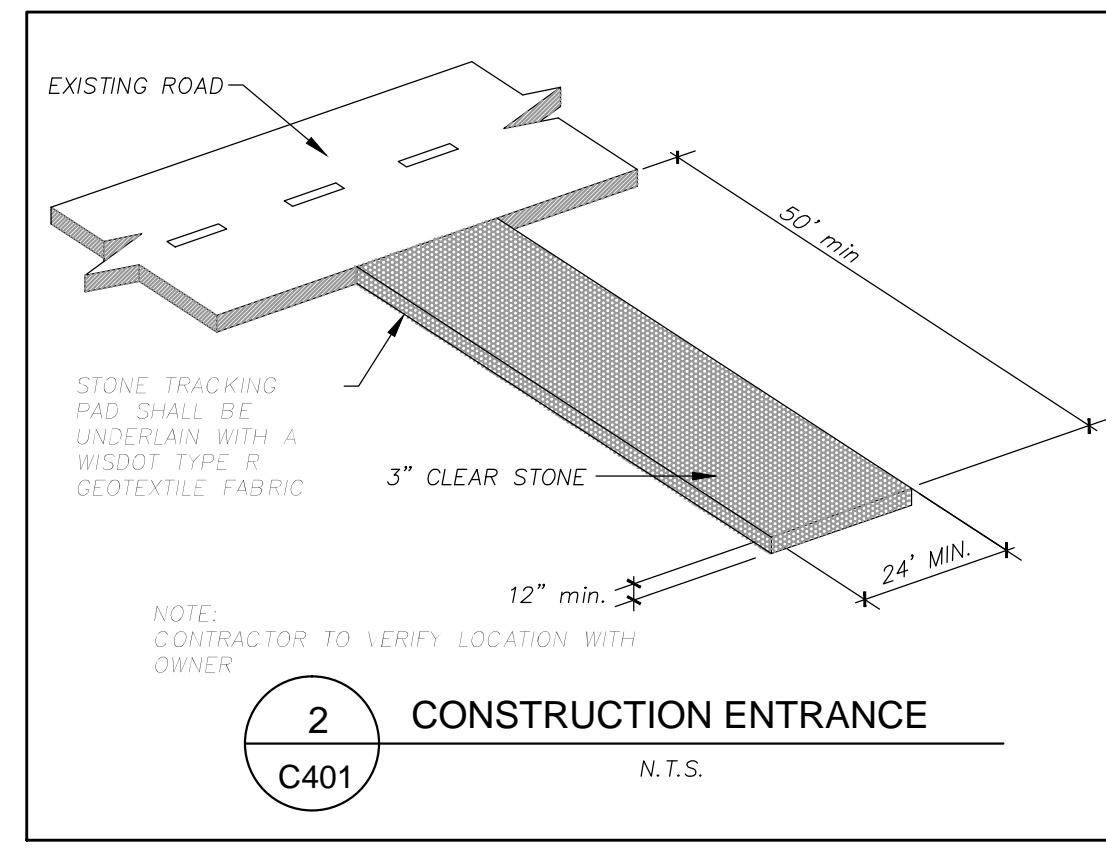 EXISTING ROAD
50' min
STONE TRACKING
PAD SHALL BE
UNDERLAIN WITH A
WISDOT TYPE R
GEOTEXTILE FABRIC
3” CLEAR STONE
24' MIN.
12” min.
NOTE:
CONTRACTOR TO VERIFY LOCATION WITH
OWNER
2
CONSTRUCTION ENTRANCE
C401
N.T.S.